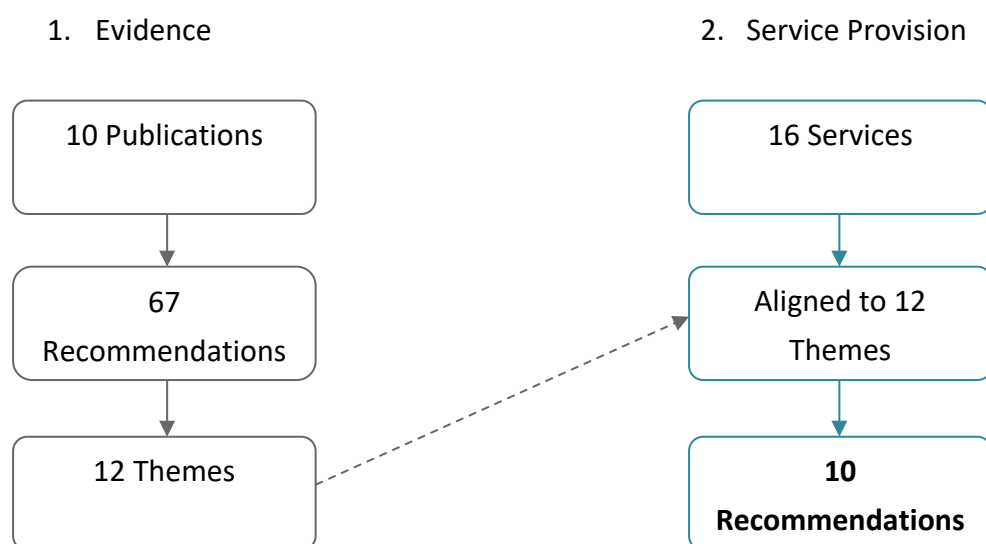 1. Evidence
10 Publications
67
Recommendations
12 Themes
2. Service Provision
16 Services
Aligned to 12
Themes
10
Recommendations